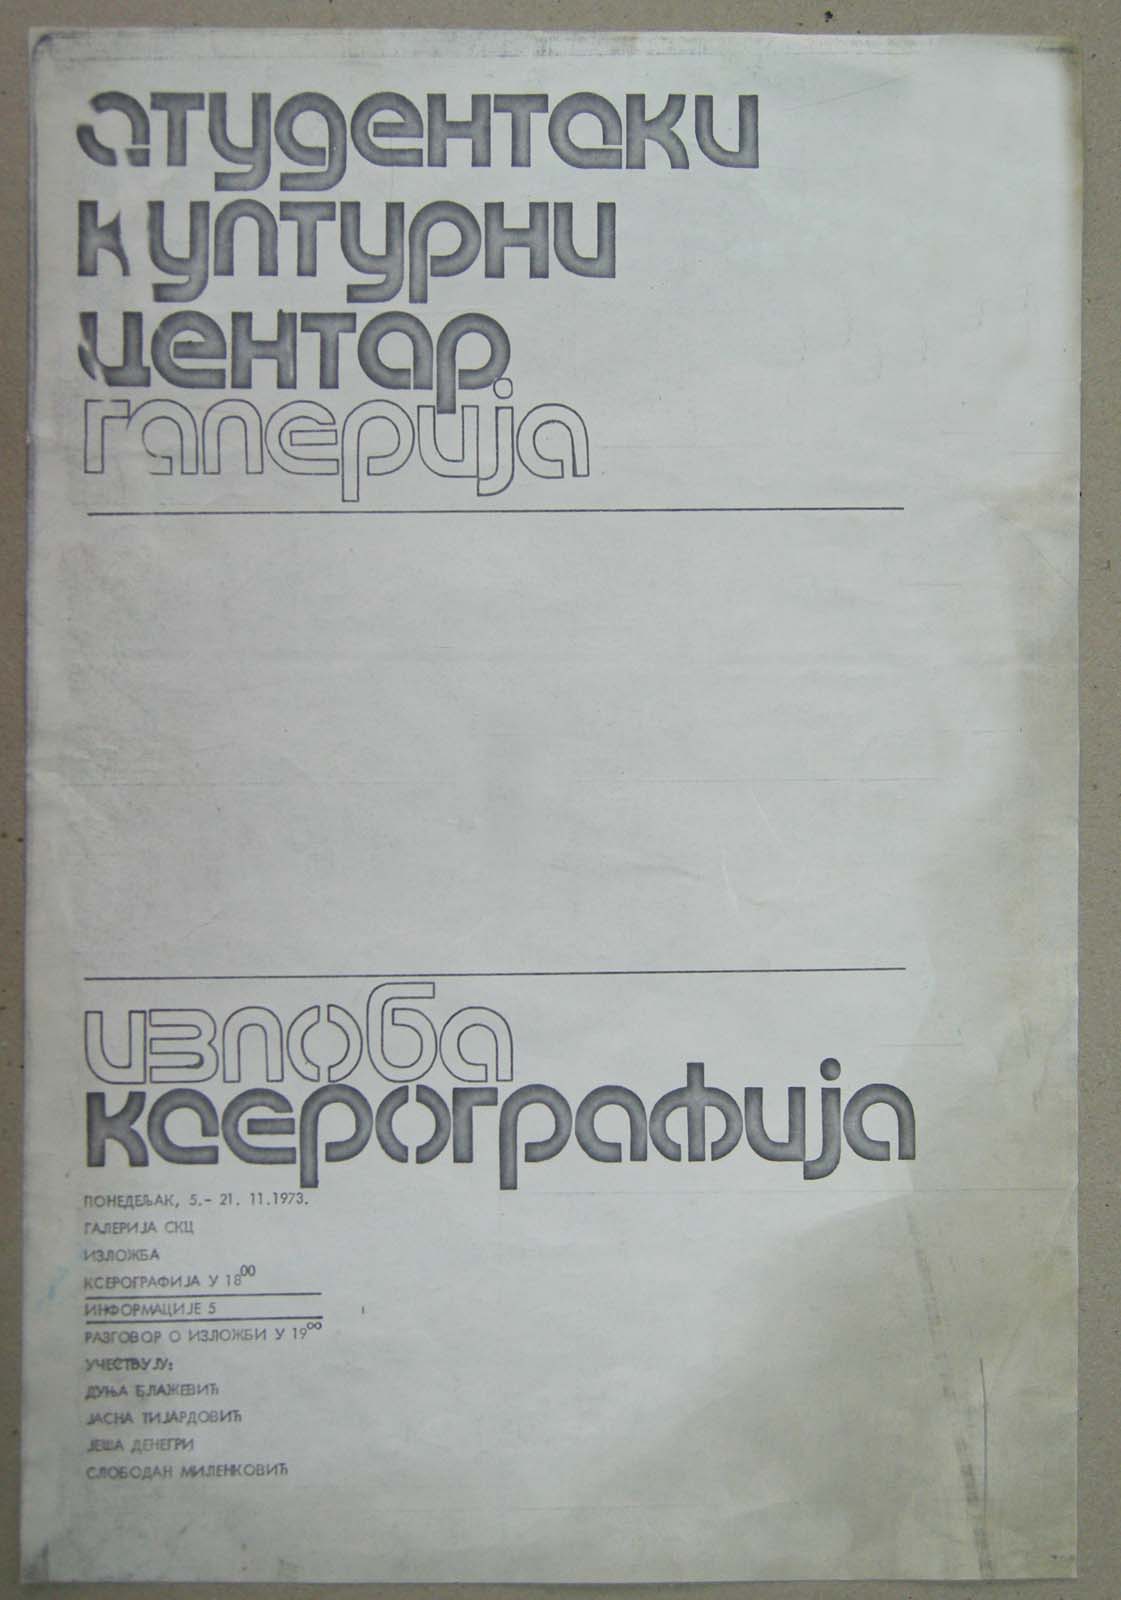 студентски
културни
центар
галерија
излоба
ксерографија
ПОНЕДЕЉАК, 5.- 21. 11.1973.
ГАЛЕРИЈА СКЦ
ИЗЛОЖБА
КСЕРОГРАФИЈА У 18⁰⁰
ИНФОРМАЦИЈЕ 5
РАЗГОВОР О ИЗЛОЖБИ У 19⁰⁰
УЧЕСТВУЈУ:
ДУЊА БЛАЖЕВИЋ
ЈАСНА ТИЈАРДОВИЋ
ЈЕША ДЕНЕГРИ
СЛОБОДАН МИЛЕНКОВИЋ